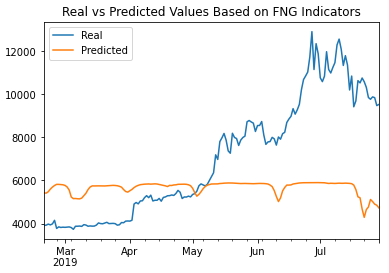 Real vs Predicted Values Based on FNG Indicators
Real
Predicted
12000
10000
8000
6000
4000
Mar Apr May Jun Jul
2019